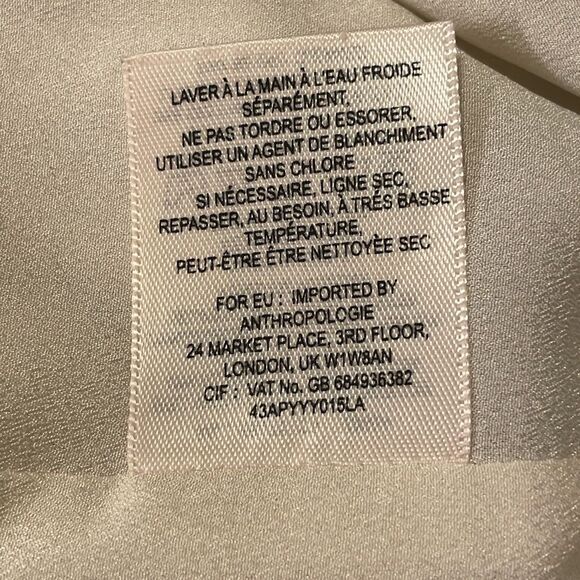 LAVER À LA MAIN À L'EAU FROIDE
SÉPARÉMENT,
NE PAS TORDRE OU ESSORER,
UTILISER UN AGENT DE BLANCHIMENT
SANS CHLORE
SI NÉCESSAIRE, LIGNE SEC,
REPASSER, AU BESOIN, À TRÉS BASSE
TEMPÉRATURE,
PEUT-ÊTRE ÊTRE NETTOYÉE SEC
FOR EU : IMPORTED BY
ANTHROPOLOGIE
24 MARKET PLACE, 3RD FLOOR,
LONDON, UK W1W8AN
CIF : VAT No. GB 684936382
43APYYY015LA